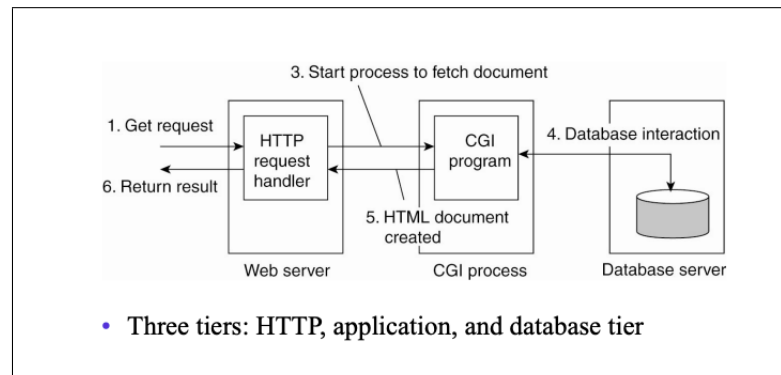 3. Start process to fetch document
1. Get request
HTTP
request
handler
CGI
program
4. Database interaction
6. Return result
5. HTML document
created
Web server
CGI process
Database server
• Three tiers: HTTP, application, and database tier